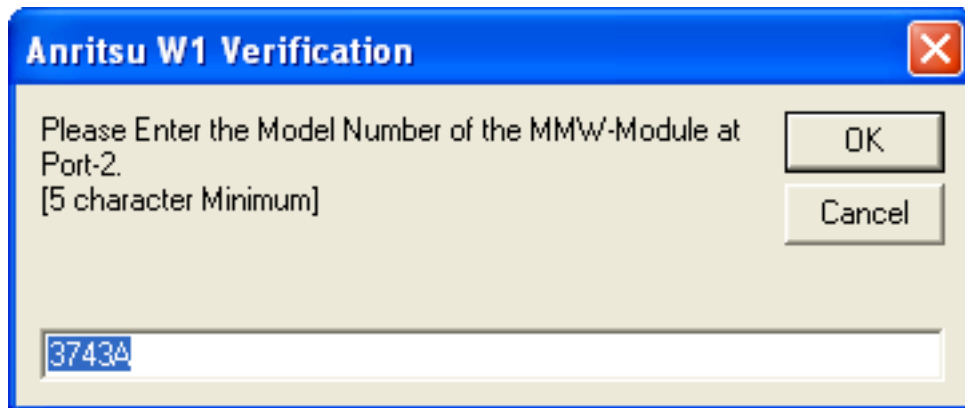 Anritsu W1 Verification
Please Enter the Model Number of the MMW-Module at
Port-2.
[5 character Minimum]
OK
Cancel
3743A